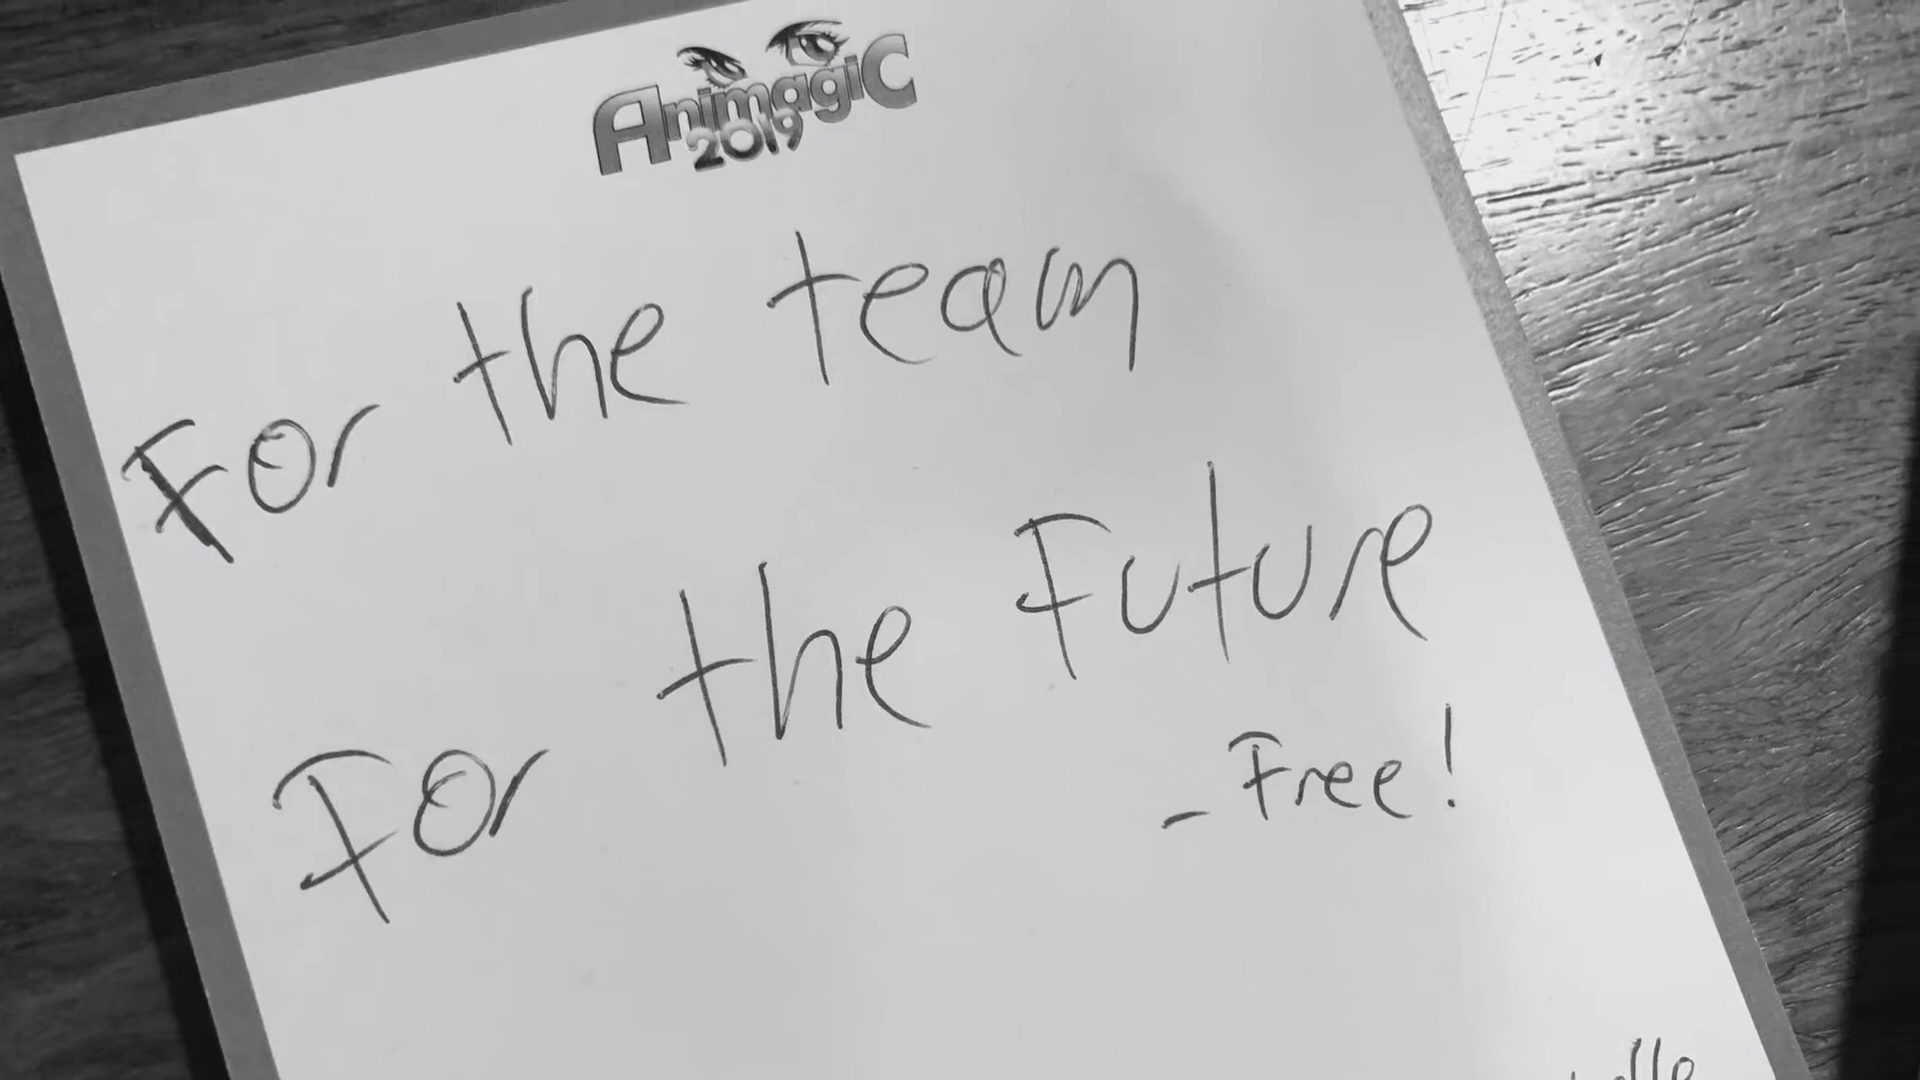 AnimagiC
2019
For the team
For the Future
- Free!